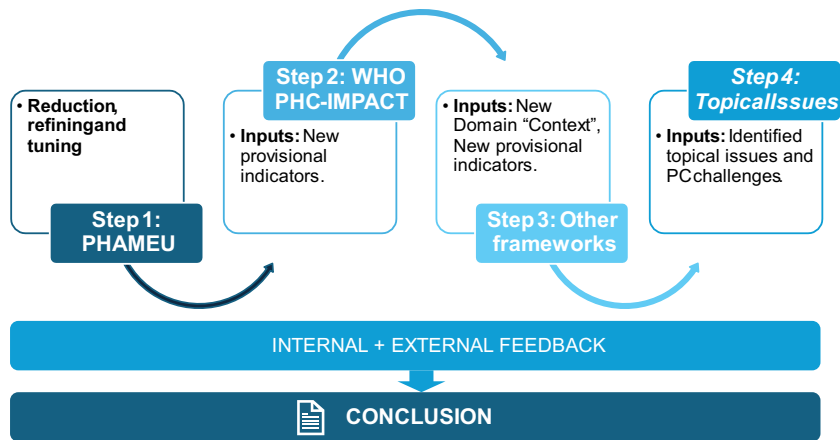 • Reduction,
refiningand
tuning
Step 1:
PHAMEU
Step 2: WHO
PHC-IMPACT
• Inputs: New
provisional
indicators.
• Inputs: New
Domain “Context”,
New provisional
indicators.
Step 3: Other
frameworks
Step 4:
TopicalIssues
• Inputs: Identified
topical issues and
PCchallenges.
INTERNAL + EXTERNAL FEEDBACK
CONCLUSION